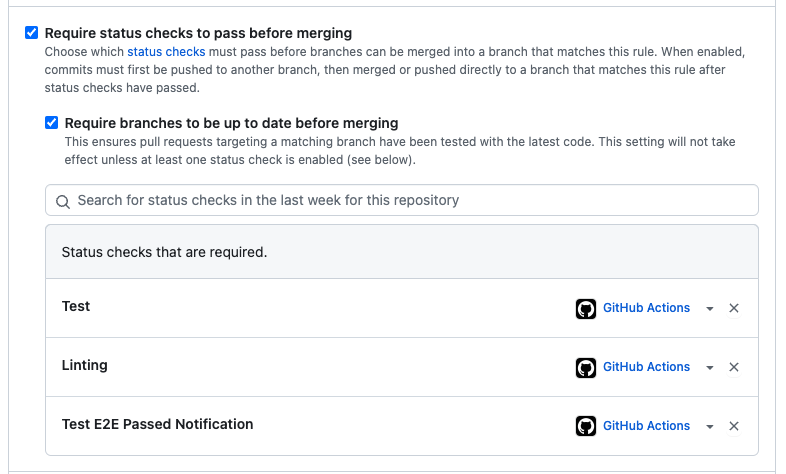 Require status checks to pass before merging
Choose which status checks must pass before branches can be merged into a branch that matches this rule. When enabled,
commits must first be pushed to another branch, then merged or pushed directly to a branch that matches this rule after
status checks have passed.
Require branches to be up to date before merging
This ensures pull requests targeting a matching branch have been tested with the latest code. This setting will not take
effect unless at least one status check is enabled (see below).
Search for status checks in the last week for this repository
Status checks that are required.
Test GitHub Actions
Linting GitHub Actions
Test E2E Passed Notification GitHub Actions